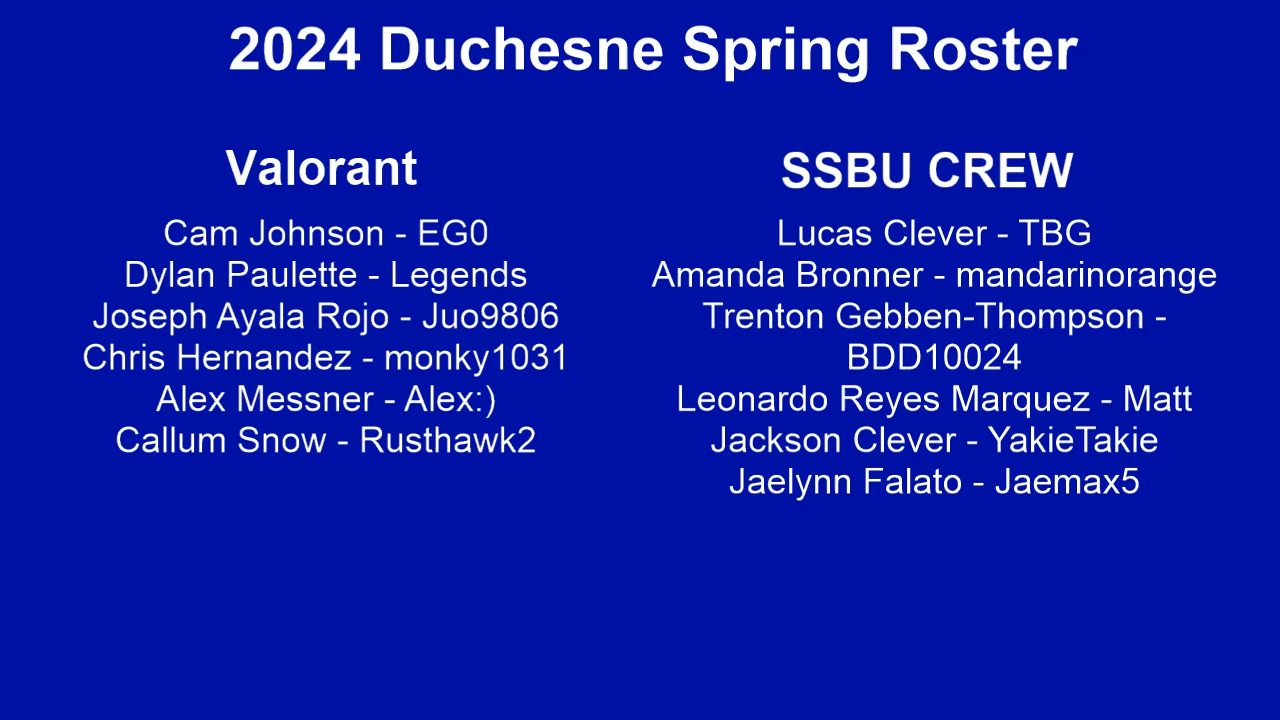 2024 Duchesne Spring Roster
Valorant
Cam Johnson - EG0
Dylan Paulette - Legends
Joseph Ayala Rojo - Juo9806
Chris Hernandez - monky1031
Alex Messner - Alex:)
Callum Snow - Rusthawk2
SSBU CREW
Lucas Clever - TBG
Amanda Bronner - mandarinorange
Trenton Gebben-Thompson -
BDD10024
Leonardo Reyes Marquez - Matt
Jackson Clever - YakieTakie
Jaelynn Falato - Jaemax5